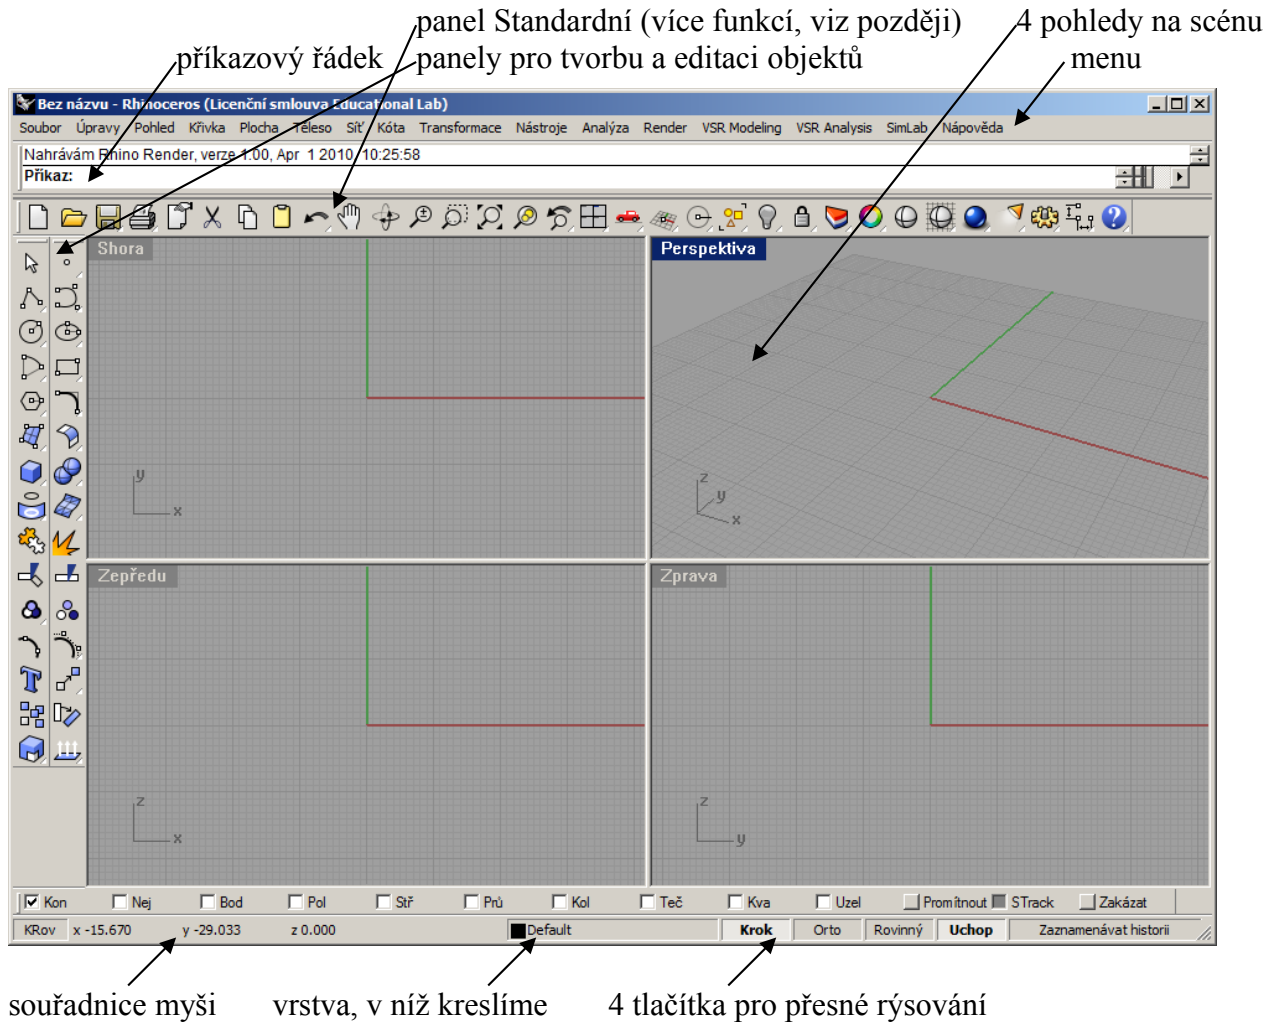 panel Standardní (více funkcí, viz později)
4 pohledy na scénu
příkazový řádek
panely pro tvorbu a editaci objektů
menu
Bez názvu - Rhinoceros (Licenční smlouva Educational Lab)
Soubor Úpravy Pohled Křivka Plocha Těleso Síť Kóta Transformace Nástroje Analýza Render VSR Modeling VSR Analysis SimLab Nápověda
Nahrávám Rhino Render, verze 1.00, Apr 1 2010, 10:25:58
Příkaz:
Shora
Perspektiva
y
x
z
y
x
Zepředu
Zprava
z
x
z
y
Kon Nej Bod Pol Stř Prů Kol Teč Kva Uzel Promítnout STrack Zakázat
KRov x -15.670 y -29.033 z 0.000 Default Krok Orto Rovinný Uchop Zaznamenávat historii
souřadnice myši
vrstva, v níž kreslíme
4 tlačítka pro přesné rýsování